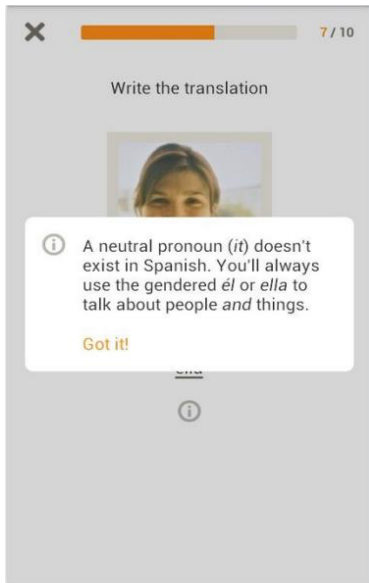 7 / 10
Write the translation
A neutral pronoun (it) doesn't
exist in Spanish. You'll always
use the gendered él or ella to
talk about people and things.
Got it!
ella